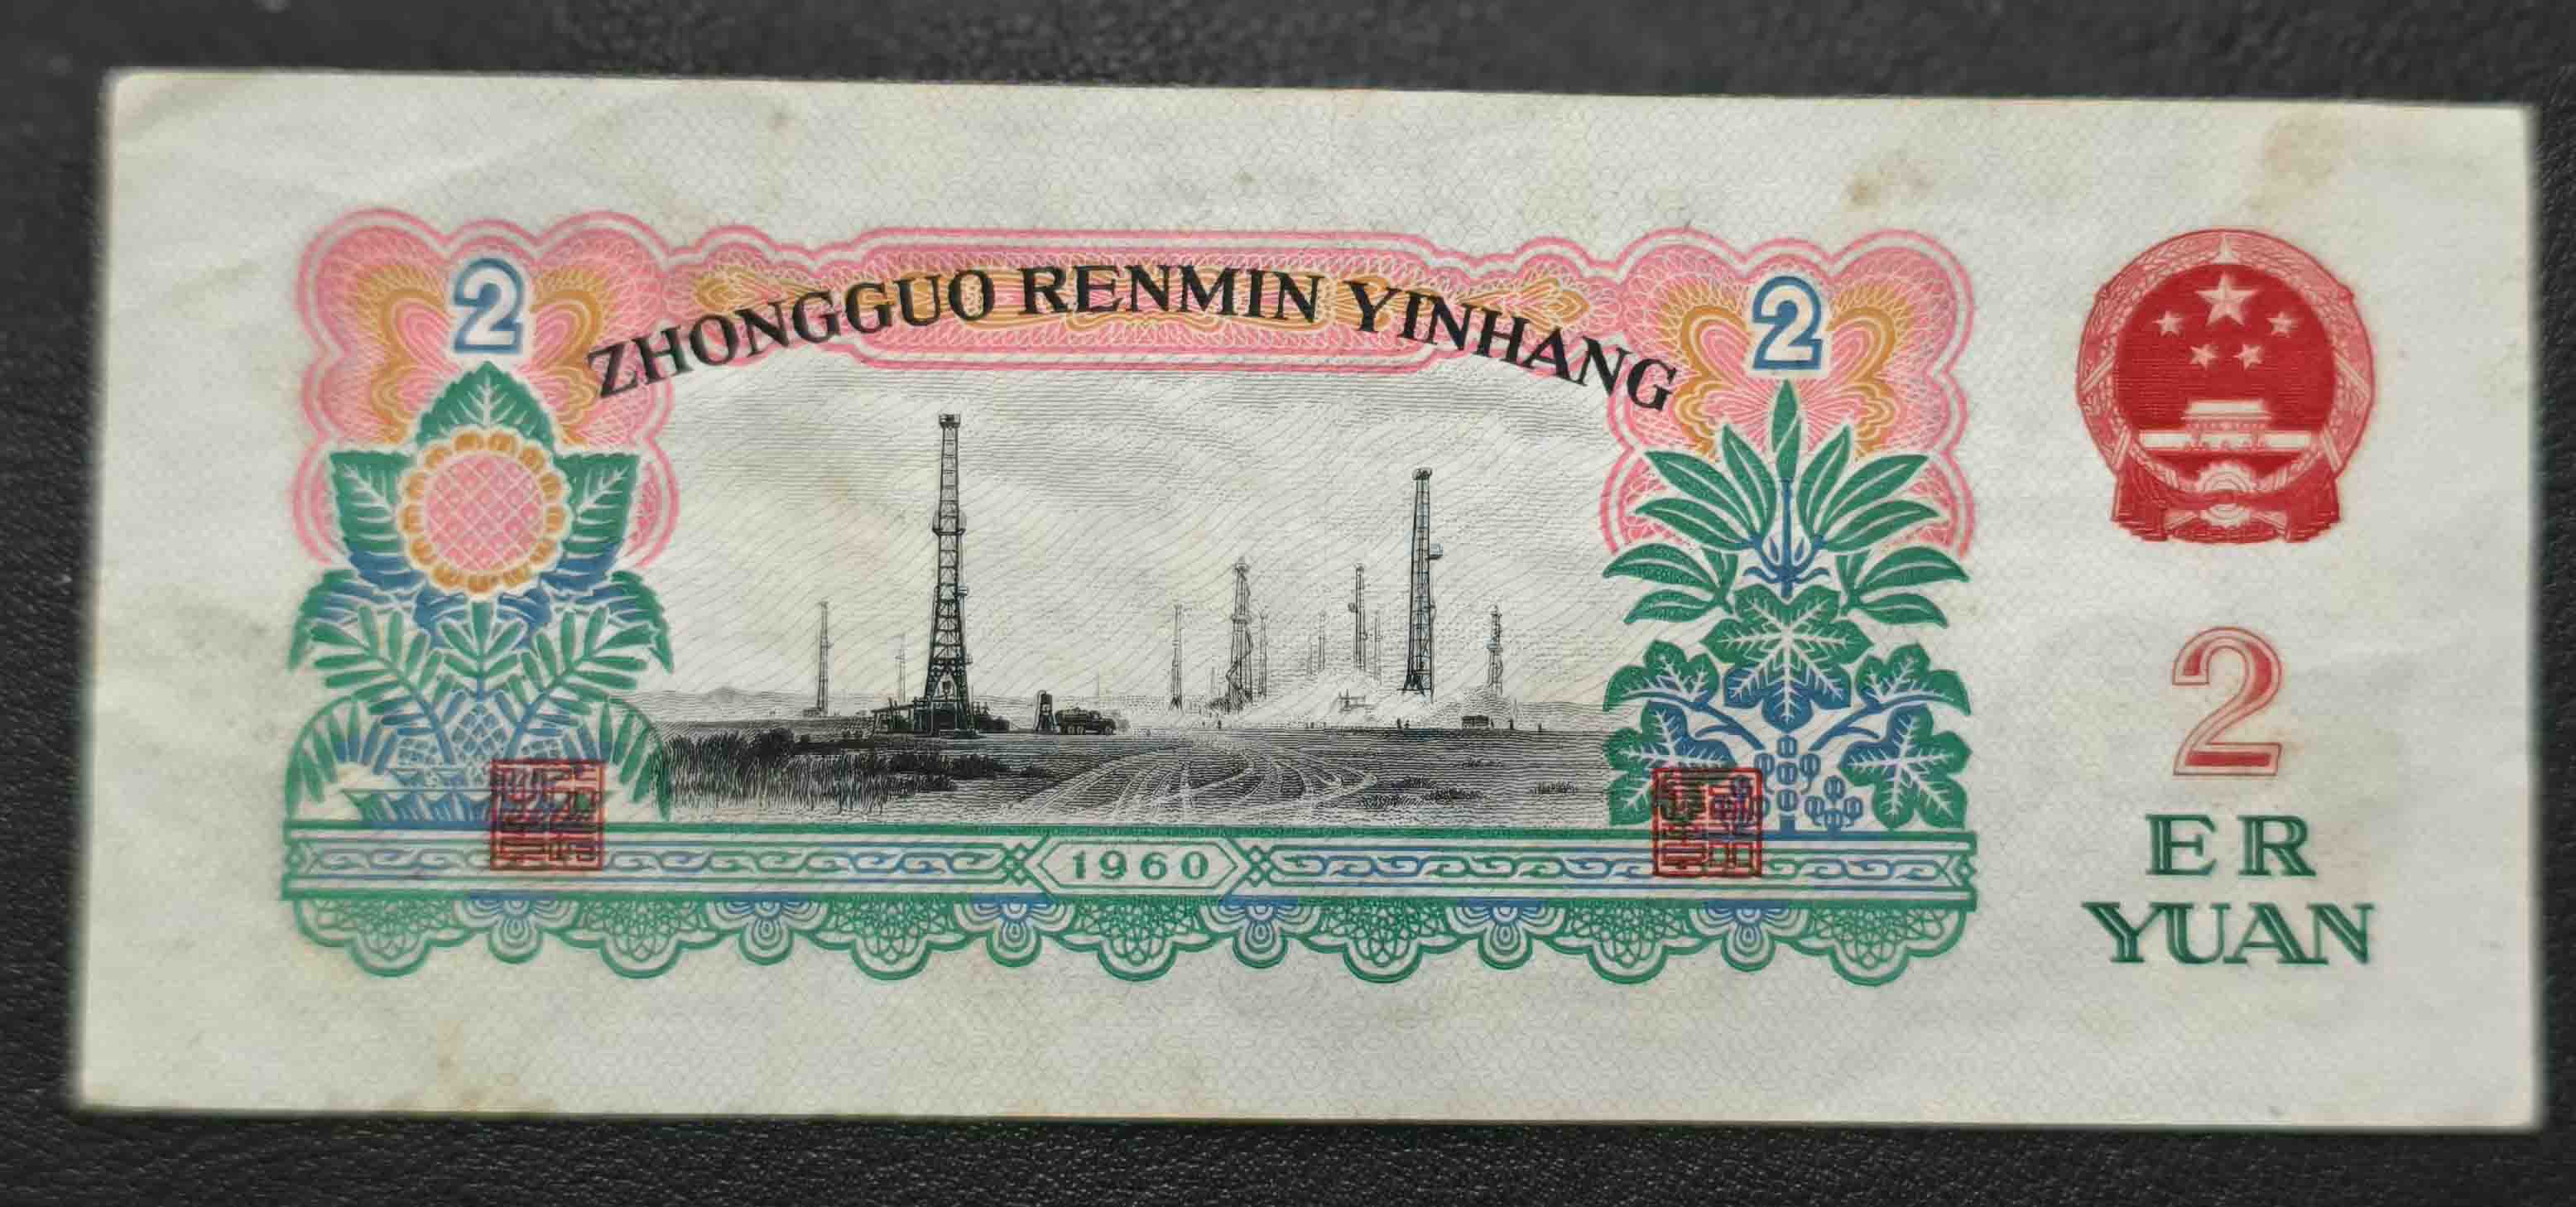 2
2
ZHONGGUO RENMIN YINHANG
1960
2
ER
YUAN